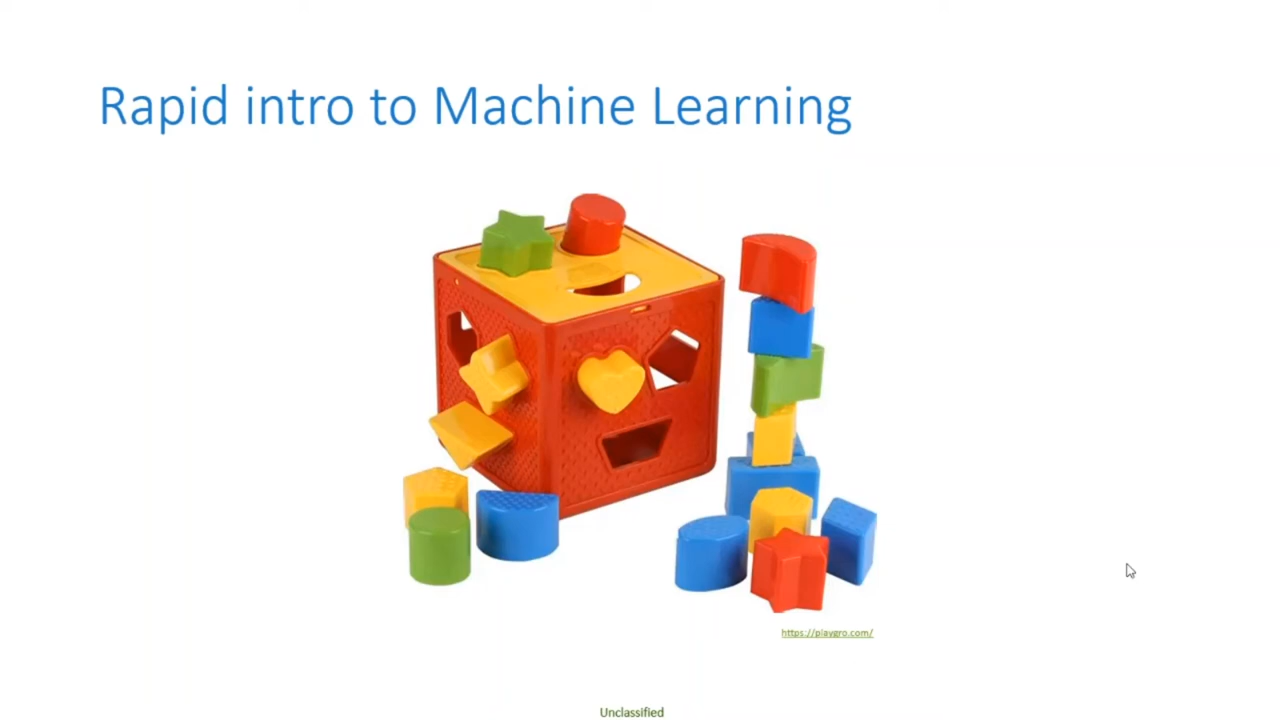 Rapid intro to Machine Learning
https://playgro.com/
Unclassified